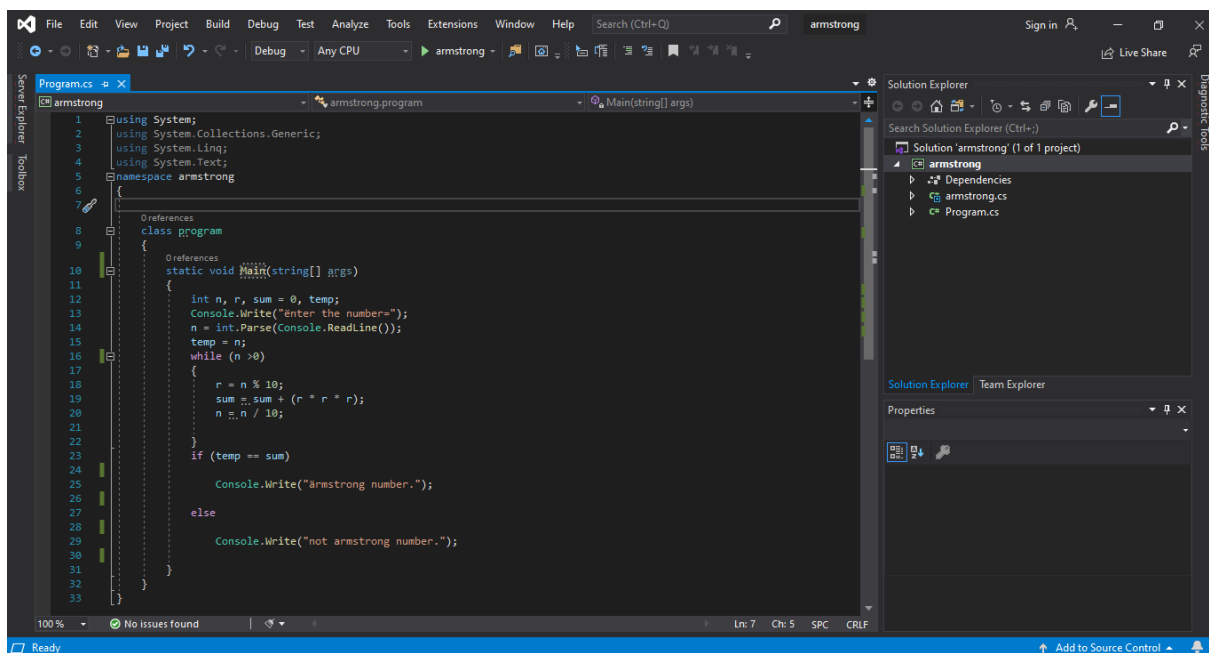 File Edit View Project Build Debug Test Analyze Tools Extensions Window Help Search (Ctrl+Q) armstrong Sign in
Debug Any CPU armstrong Live Share
Server Explorer
Toolbox
Program.cs
armstrong armstrong.program Main(string[] args)
1 using System;
2 using System.Collections.Generic;
3 using System.Linq;
4 using System.Text;
5 namespace armstrong
6 {
7
0 references
8 class program
9 {
0 references
10 static void Main(string[] args)
11 {
12 int n, r, sum = 0, temp;
13 Console.Write("ënter the number=");
14 n = int.Parse(Console.ReadLine());
15 temp = n;
16 while (n >0)
17 {
18 r = n % 10;
19 sum = sum + (r * r * r);
20 n = n / 10;
21
22 }
23 if (temp == sum)
24
25 Console.Write("ärmstrong number.");
26
27 else
28
29 Console.Write("not armstrong number.");
30
31 }
32 }
33 }
100 % No issues found Ln: 7 Ch: 5 SPC CRLF
Solution Explorer
Search Solution Explorer (Ctrl+;)
Solution 'armstrong' (1 of 1 project)
C# armstrong
Dependencies
C# armstrong.cs
C# Program.cs
Solution Explorer Team Explorer
Properties
Diagnostic Tools
Ready Add to Source Control